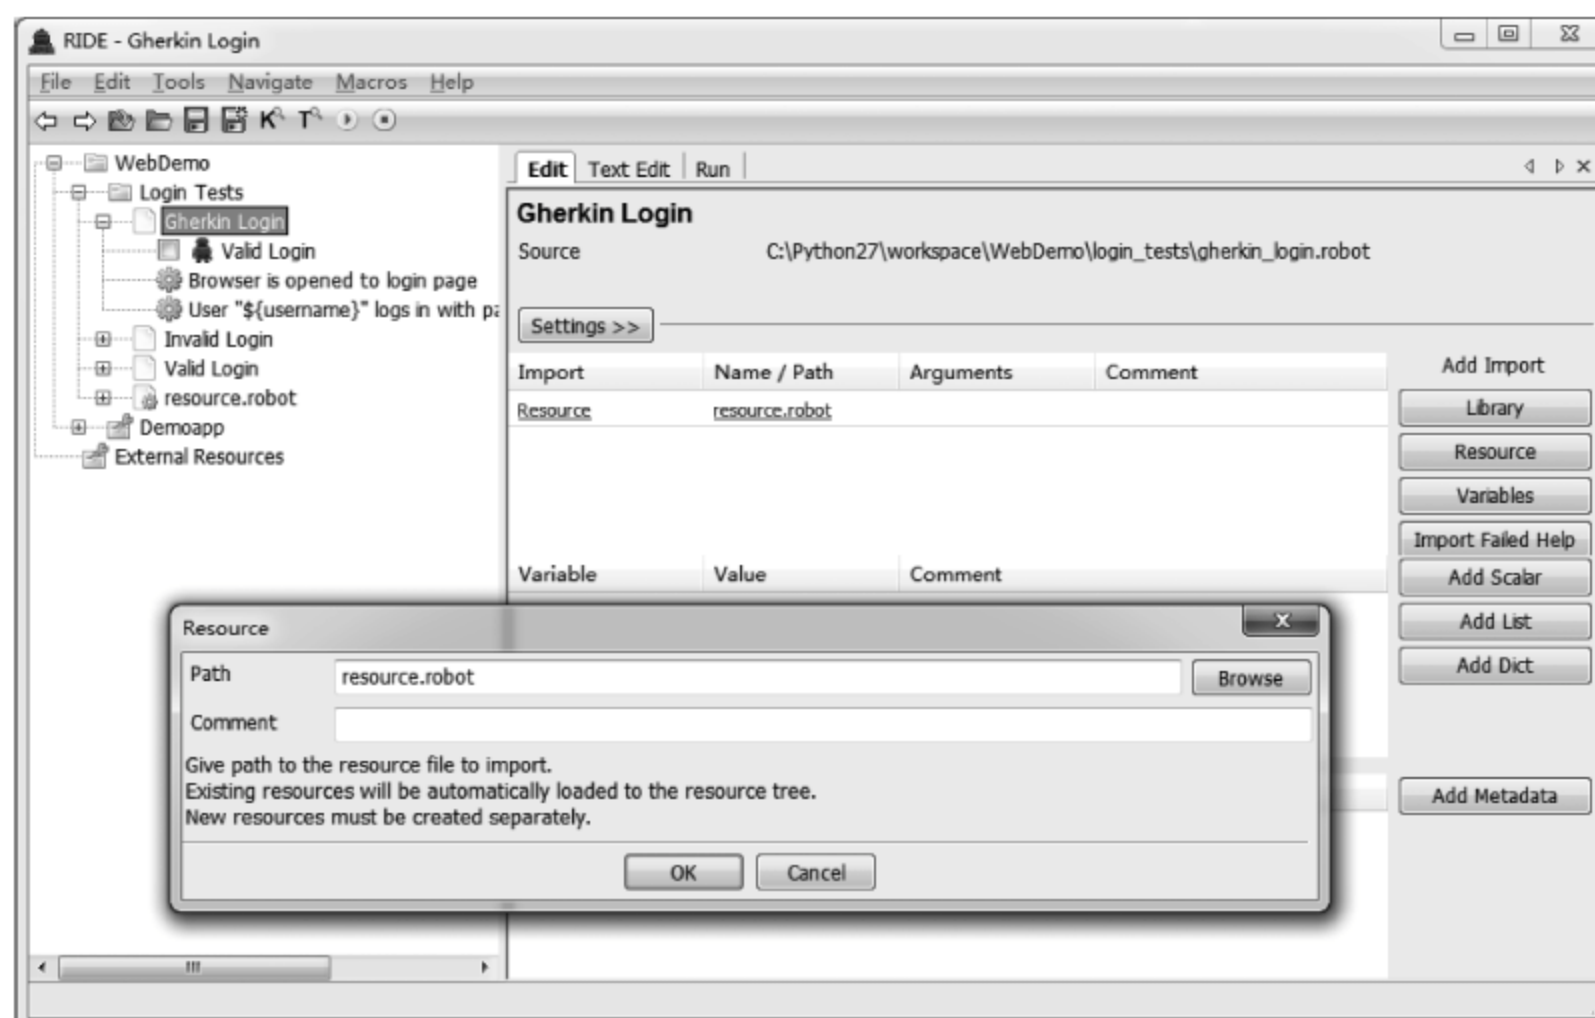 RIDE - Gherkin Login
File Edit Tools Navigate Macros Help
K T
WebDemo
Login Tests
Gherkin Login
Valid Login
Browser is opened to login page
User "${username}" logs in with pa
Invalid Login
Valid Login
resource.robot
Demoapp
External Resources
Edit Text Edit Run
Gherkin Login
Source C:\Python27\workspace\WebDemo\login_tests\gherkin_login.robot
Settings >>
Import Name / Path Arguments Comment
Resource resource.robot
Add Import
Library
Resource
Variables
Import Failed Help
Variable Value Comment
Add Scalar
Add List
Add Dict
Add Metadata
Resource
Path resource.robot Browse
Comment
Give path to the resource file to import.
Existing resources will be automatically loaded to the resource tree.
New resources must be created separately.
OK Cancel